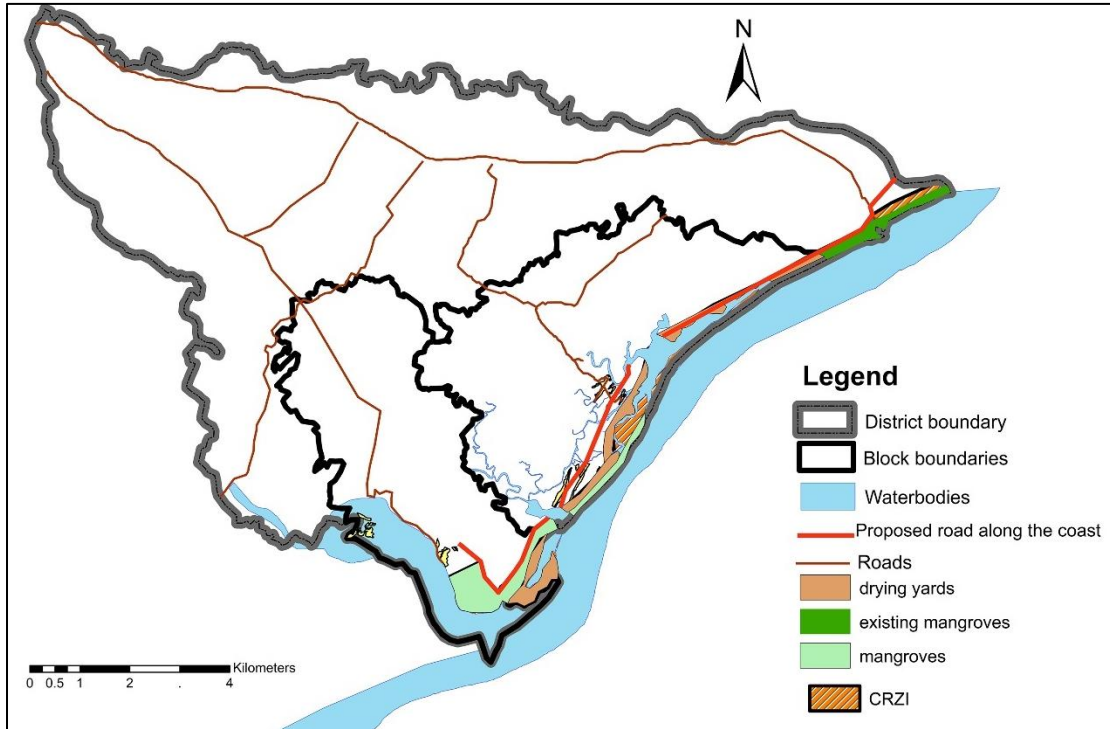 N
Legend
District boundary
Block boundaries
Waterbodies
Proposed road along the coast
Roads
drying yards
existing mangroves
mangroves
CRZI
Kilometers
0 0.5 1 2 . 4